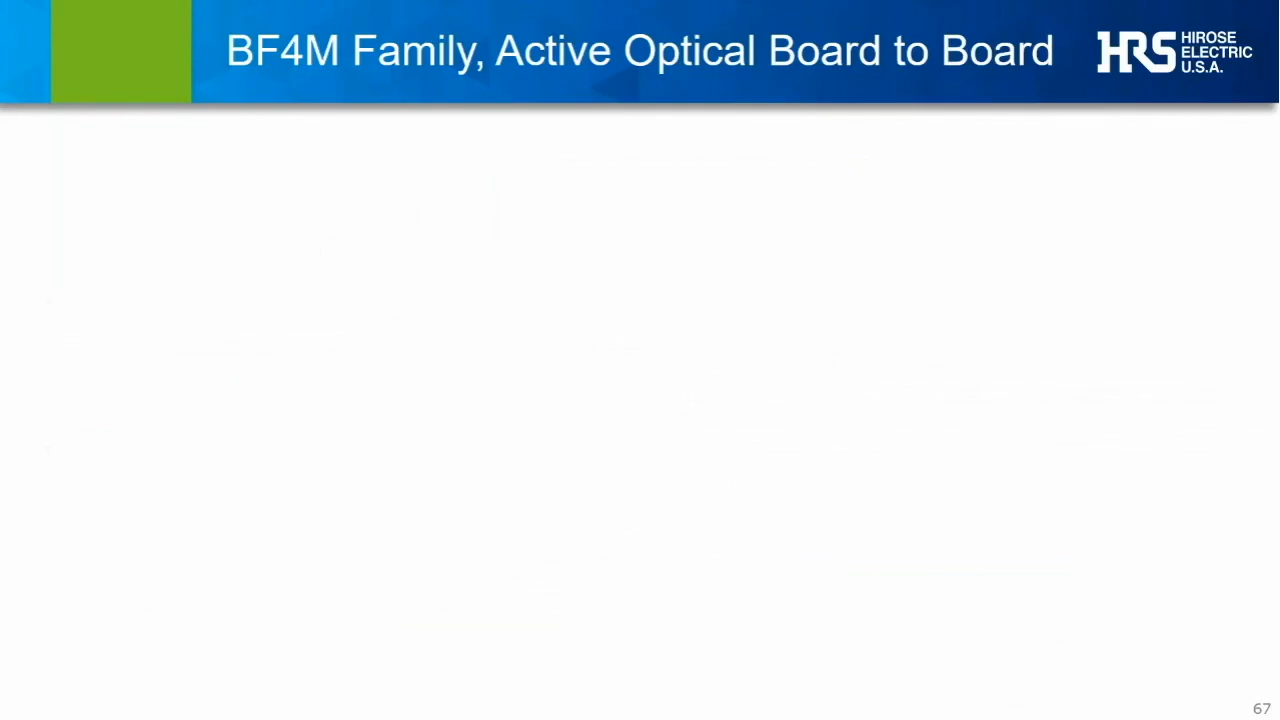 BF4M Family, Active Optical Board to Board
HRS
HIROSE
ELECTRIC
U.S.A.
67